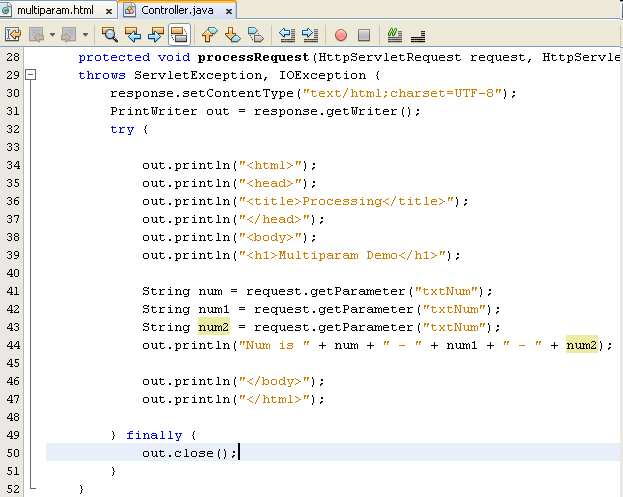 multiparam.html x Controller.java x
28 protected void processRequest(HttpServletRequest request, HttpServle
29 throws ServletException, IOException {
30 response.setContentType("text/html;charset=UTF-8");
31 PrintWriter out = response.getWriter();
32 try {
33
34 out.println("<html>");
35 out.println("<head>");
36 out.println("<title>Processing</title>");
37 out.println("</head>");
38 out.println("<body>");
39 out.println("<h1>Multiparam Demo</h1>");
40
41 String num = request.getParameter("txtNum");
42 String num1 = request.getParameter("txtNum");
43 String num2 = request.getParameter("txtNum");
44 out.println("Num is " + num + " - " + num1 + " - " + num2);
45
46 out.println("</body>");
47 out.println("</html>");
48
49 } finally {
50 out.close();
51 }
52 }